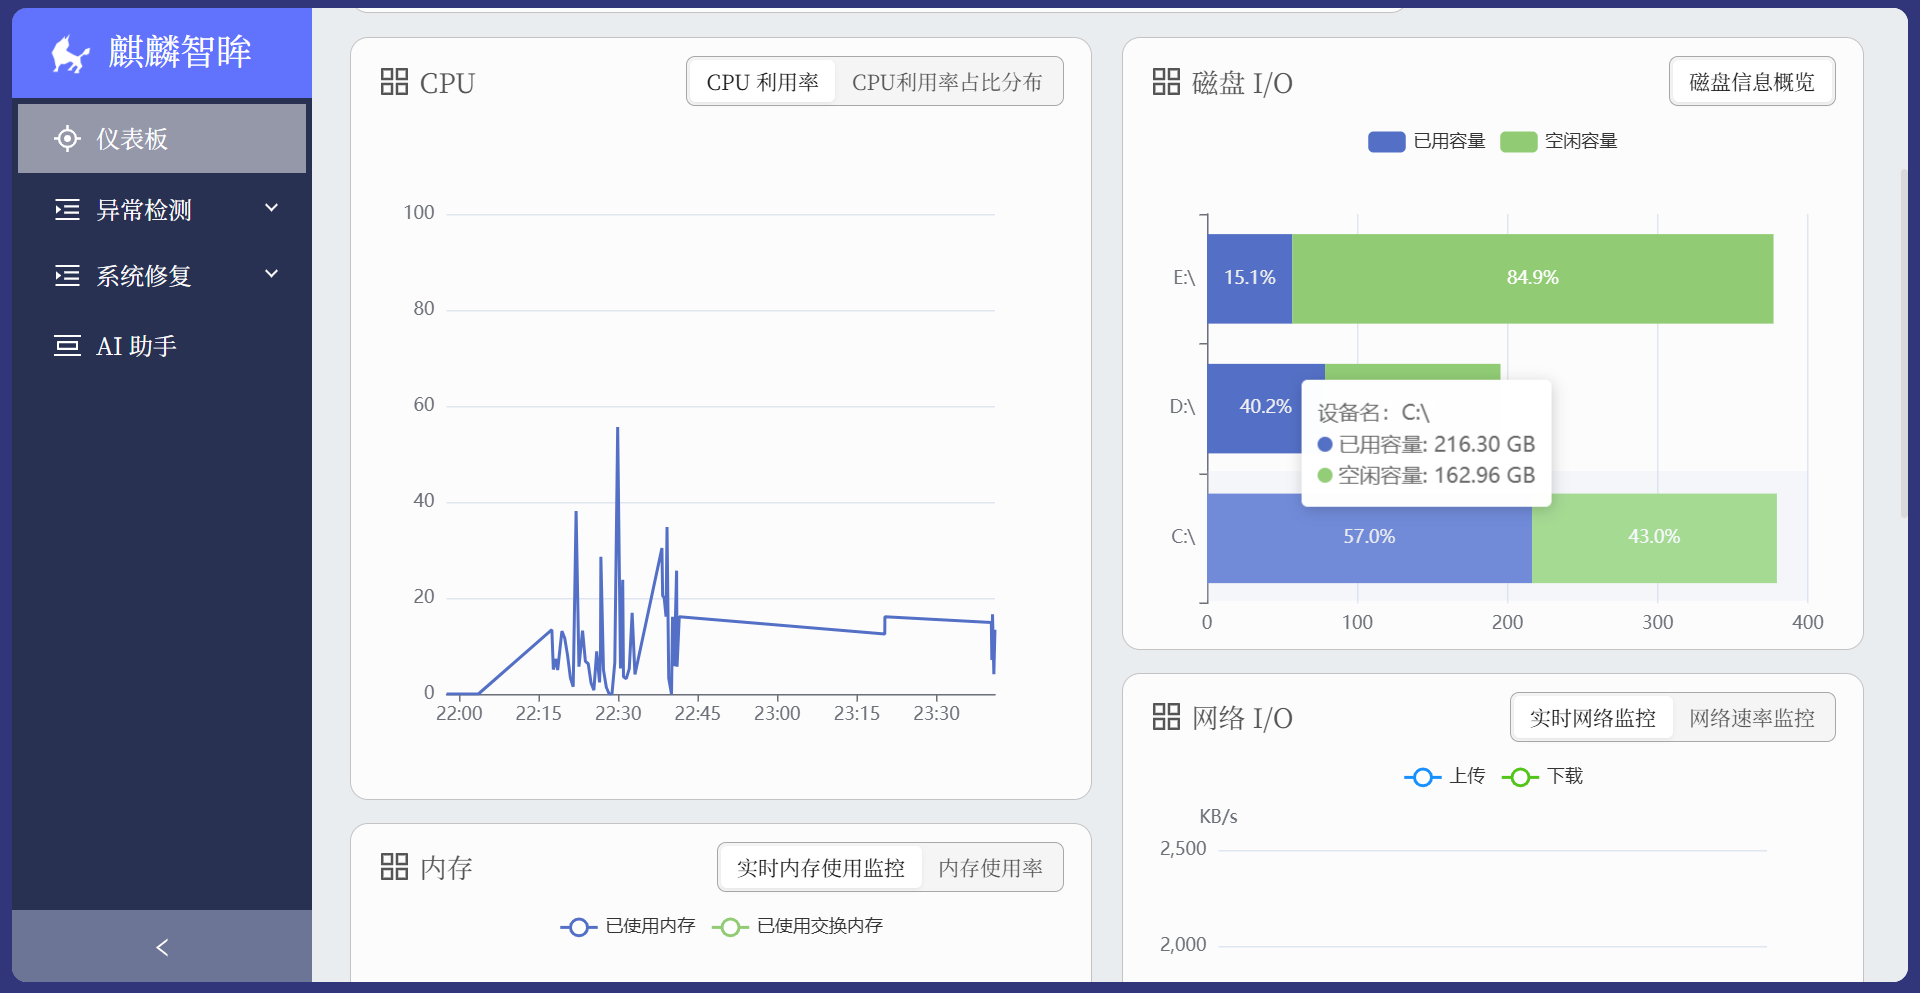 麒麟智眸
仪表板
异常检测
系统修复
AI 助手
CPU
CPU 利用率
CPU利用率占比分布
100
80
60
40
20
0
22:00
22:15
22:30
22:45
23:00
23:15
23:30
内存
实时内存使用监控
内存使用率
已使用内存
已使用交换内存
磁盘 I/O
磁盘信息概览
已用容量
空闲容量
E:\
15.1%
84.9%
D:\
40.2%
设备名： C:\
已用容量: 216.30 GB
空闲容量: 162.96 GB
C:\
57.0%
43.0%
0
100
200
300
400
网络 I/O
实时网络监控
网络速率监控
上传
下载
KB/s
2,500
2,000